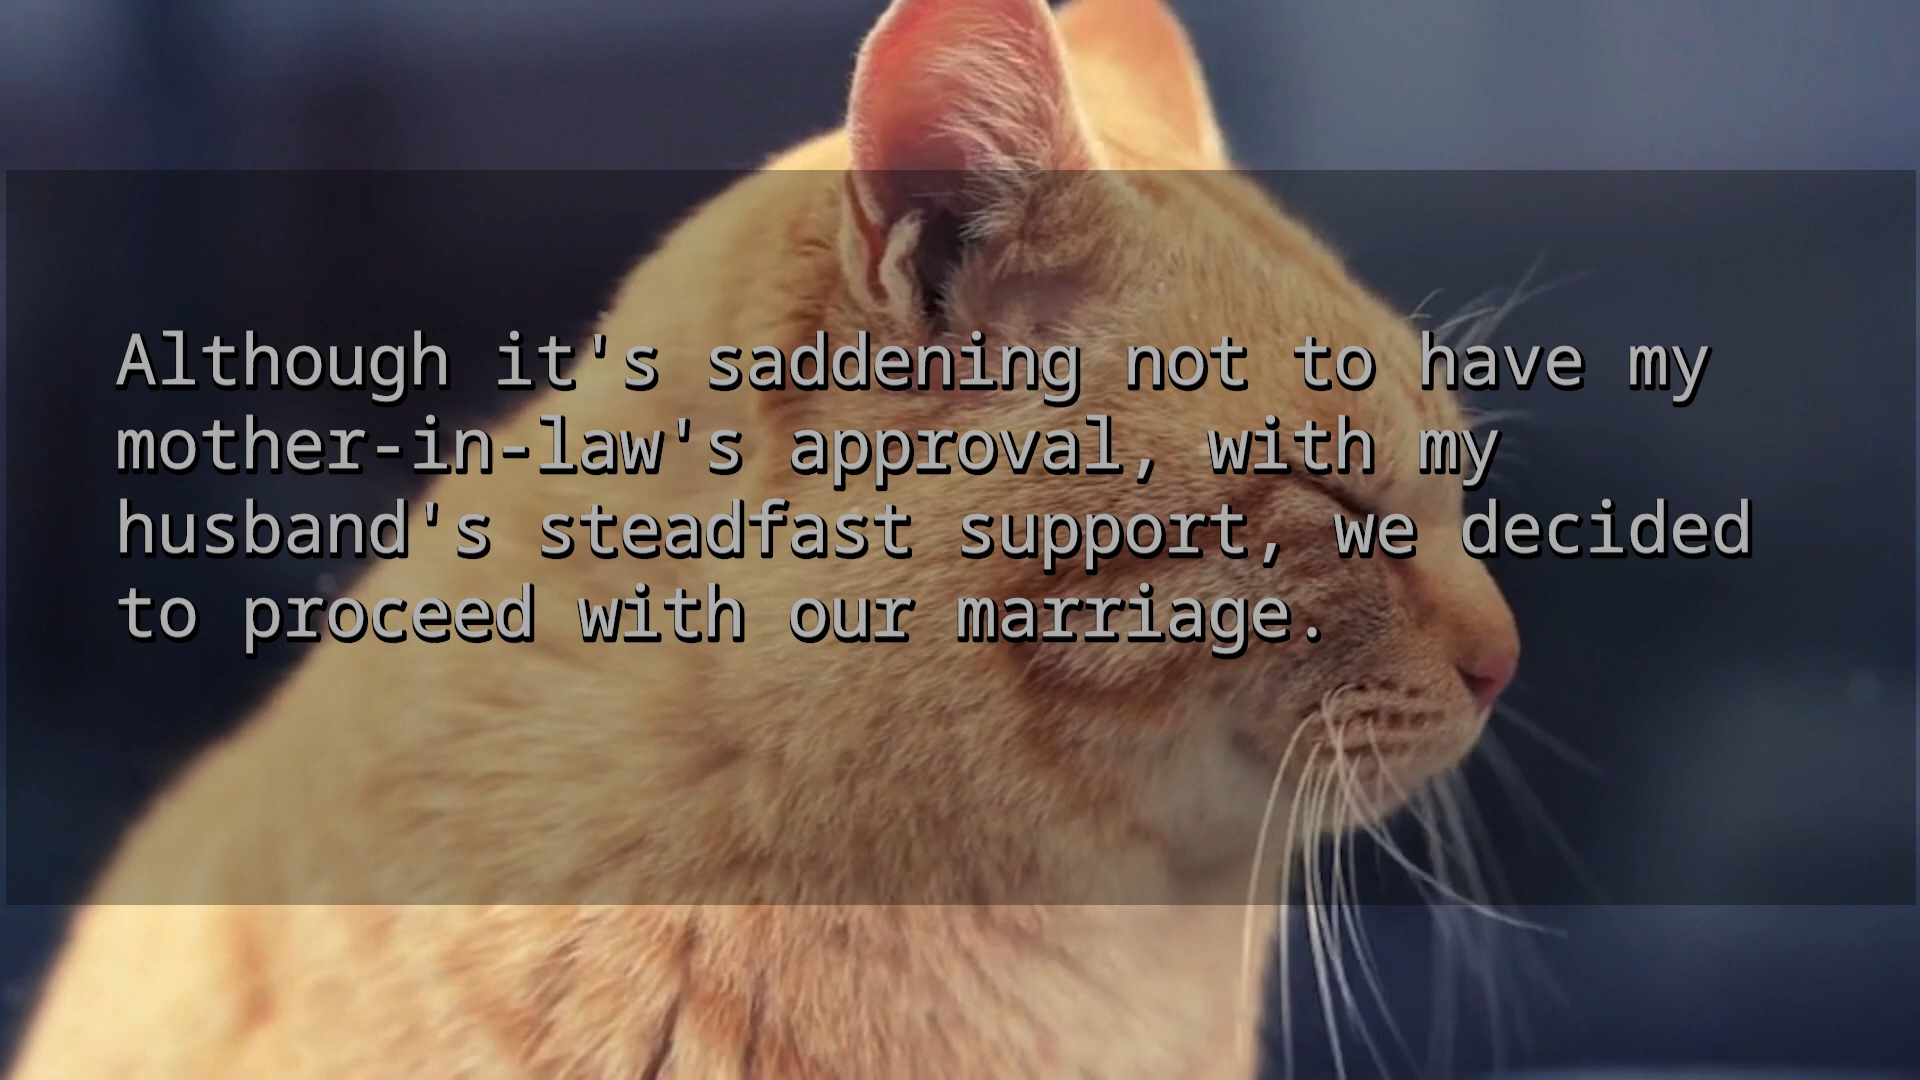 Although it's saddening not to have my
mother-in-law's approval, with my
husband's steadfast support, we decided
to proceed with our marriage.